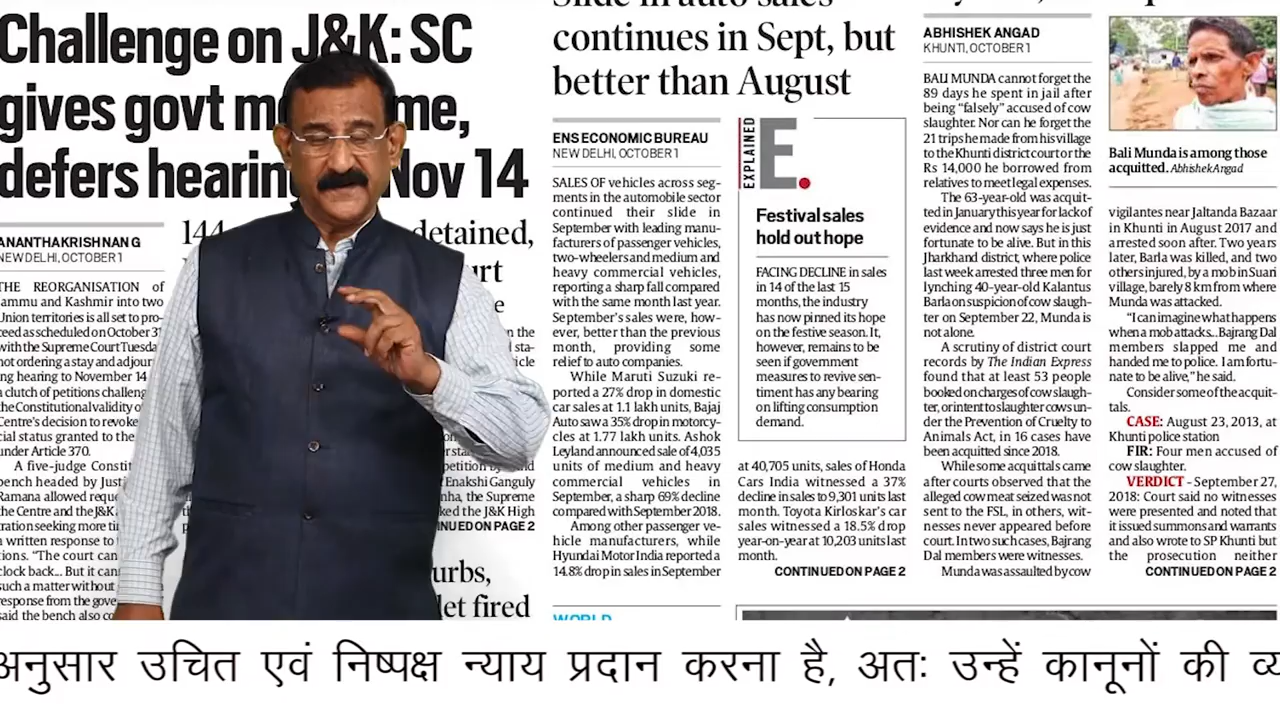 Challenge on J&K: SC
gives govt
defers hearing Nov 14
ANANTHAKRISHNAN G
NEW DELHI, OCTOBER 1
THE REORGANISATION of
Jammu and Kashmir into two
Union territories is all set to pro-
ceed as scheduled on October 31
with the Supreme Court Tuesday
not ordering a stay and adjourn
ing hearing to November 14
a clutch of petitions challeng
the Constitutional validity of
Centre's decision to revoke
cial status granted to the
under Article 370.
A five-judge
bench headed by
Ramana allowed
the Centre and the J&K
tration seeking more
a written response to
tions. "The court can
clock back... But it
such a matter without
response from the
said the bench also
144 detained,
Enakshi Ganguly
the Supreme
the J&K High
ON PAGE 2
fired
continues in Sept, but
better than August
ENS ECONOMIC BUREAU
NEW DELHI, OCTOBER 1
SALES OF vehicles across seg-
ments in the automobile sector
continued their slide in
September with leading manu-
facturers of passenger vehicles,
two-wheelers and medium and
heavy commercial vehicles,
reporting a sharp fall compared
with the same month last year.
September's sales were, how-
ever, better than the previous
month, providing some
relief to auto companies.
While Maruti Suzuki re-
ported a 27% drop in domestic
car sales at 1.1 lakh units, Bajaj
Auto saw a 35% drop in motorcy-
cles at 1.77 lakh units. Ashok
Leyland announced sale of 4,035
units of medium and heavy
commercial vehicles in
September, a sharp 69% decline
compared with September 2018.
Among other passenger ve-
hicle manufacturers, while
Hyundai Motor India reported a
14.8% drop in sales in September
WORLD
EXPLAINED
E.
Festival sales
hold out hope
FACING DECLINE in sales
in 14 of the last 15
months, the industry
has now pinned its hope
on the festive season. It,
however, remains to be
seen if government
measures to revive sen-
timent has any bearing
on lifting consumption
demand.
at 40,705 units, sales of Honda
Cars India witnessed a 37%
decline in sales to 9,301 units last
month. Toyota Kirloskar's car
sales witnessed a 18.5% drop
year-on-year at 10,203 units last
month.
CONTINUED ON PAGE 2
ABHISHEK ANGAD
KHUNTI, OCTOBER 1
BALI MUNDA cannot forget the
89 days he spent in jail after
being "falsely" accused of cow
slaughter. Nor can he forget the
21 trips he made from his village
to the Khunti district court or the
Rs 14,000 he borrowed from
relatives to meet legal expenses.
The 63-year-old was acquit-
ted in January this year for lack of
evidence and now says he is just
fortunate to be alive. But in this
Jharkhand district, where police
last week arrested three men for
lynching 40-year-old Kalantus
Barla on suspicion of cow slaugh-
ter on September 22, Munda is
not alone.
A scrutiny of district court
records by The Indian Express
found that at least 53 people
booked on charges of cow slaugh-
ter, or intent to slaughter cows un-
der the Prevention of Cruelty to
Animals Act, in 16 cases have
been acquitted since 2018.
While some acquittals came
after courts observed that the
alleged cow meat seized was not
sent to the FSL, in others, wit-
nesses never appeared before
court. In two such cases, Bajrang
Dal members were witnesses.
Munda was assaulted by cow
Bali Munda is among those
acquitted. Abhishek Angad
vigilantes near Jaltanda Bazaar
in Khunti in August 2017 and
arrested soon after. Two years
later, Barla was killed, and two
others injured, by a mob in Suari
village, barely 8 km from where
Munda was attacked.
"I can imagine what happens
when a mob attacks... Bajrang Dal
members slapped me and
handed me to police. I am fortu-
nate to be alive," he said.
Consider some of the acquit-
tals.
CASE: August 23, 2013, at
Khunti police station
FIR: Four men accused of
cow slaughter.
VERDICT - September 27,
2018: Court said no witnesses
were presented and noted that
it issued summons and warrants
and also wrote to SP Khunti but
the prosecution neither
CONTINUED ON PAGE 2
अनुसार उचित एवं निष्पक्ष न्याय प्रदान करना है, अतः उन्हें कानूनों की